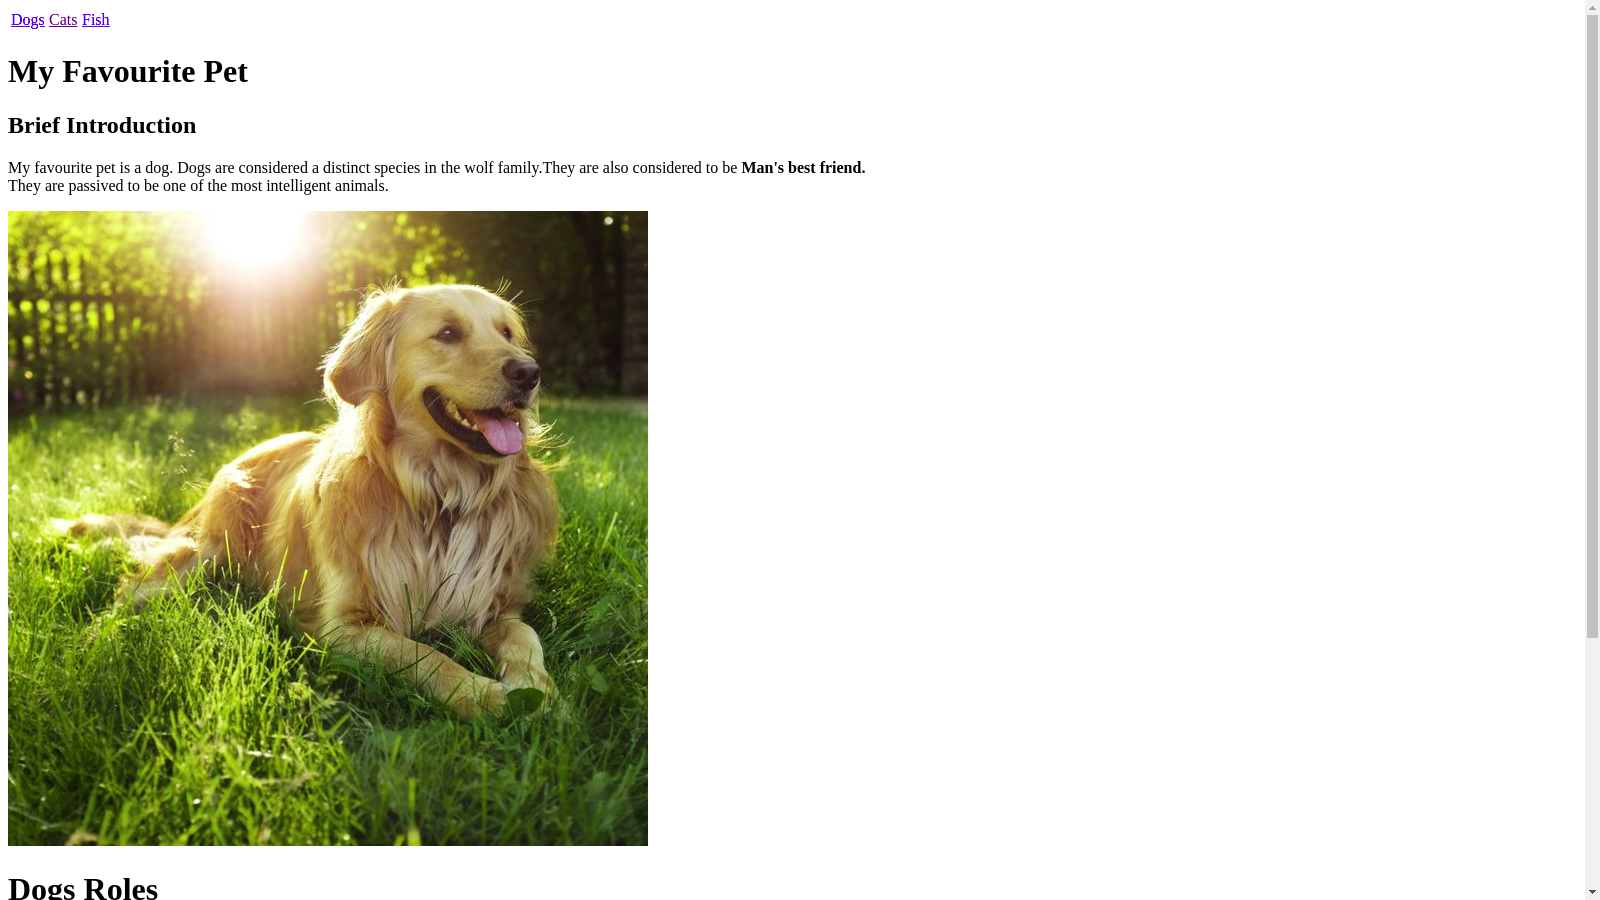 Dogs Cats Fish
My Favourite Pet
Brief Introduction
My favourite pet is a dog. Dogs are considered a distinct species in the wolf family.They are also considered to be Man's best friend.
They are passived to be one of the most intelligent animals.
Dogs Roles